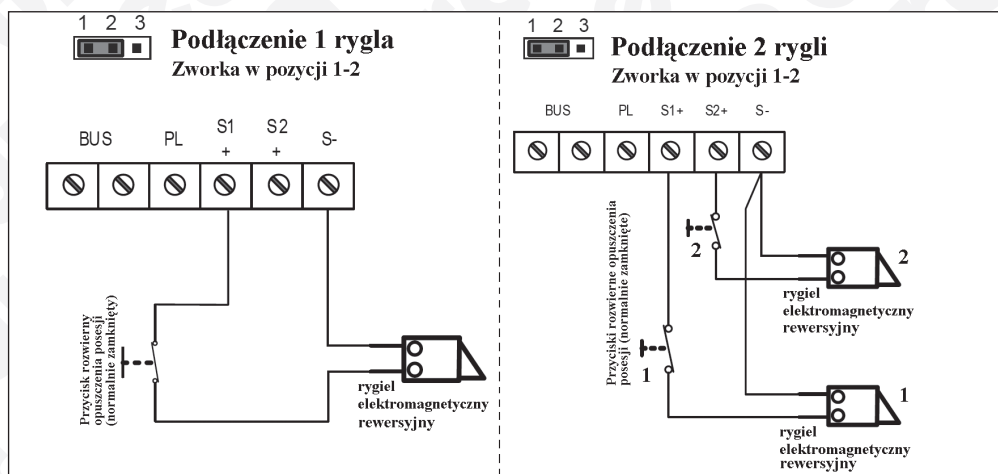 1 2 3
Podłączenie 1 rygla
Zworka w pozycji 1-2
BUS PL S1 + S2 + S-
Przycisk rozwierny
opuszczenia posesji
(normalnie zamknięty)
rygiel
elektromagnetyczny
rewersyjny
1 2 3
Podłączenie 2 rygli
Zworka w pozycji 1-2
BUS PL S1+ S2+ S-
Przyciski rozwierne opuszczenia
posesji (normalnie zamknięte)
2
2
rygiel
elektromagnetyczny
rewersyjny
1
1
rygiel
elektromagnetyczny
rewersyjny